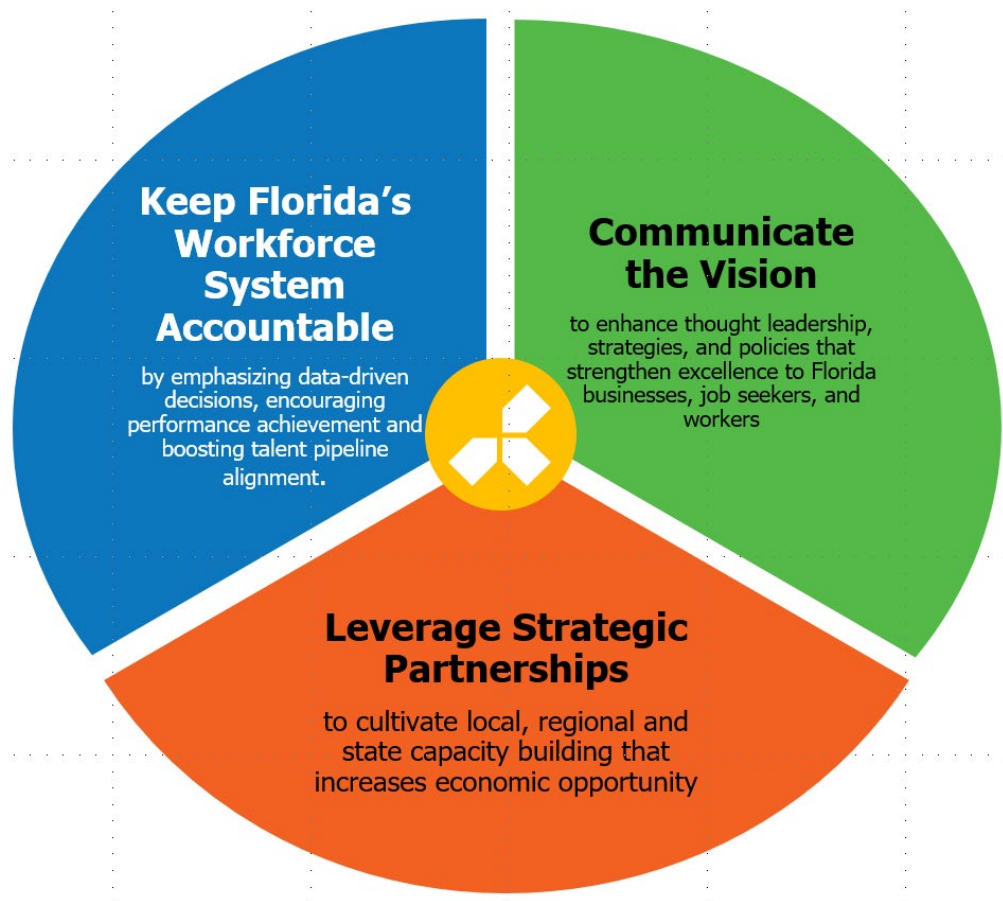 Keep Florida’s
Workforce
System
Accountable
by emphasizing data-driven
decisions, encouraging
performance achievement and
boosting talent pipeline
alignment.
Communicate
the Vision
to enhance thought leadership,
strategies, and policies that
strengthen excellence to Florida
businesses, job seekers, and
workers
Leverage Strategic
Partnerships
to cultivate local, regional and
state capacity building that
increases economic opportunity